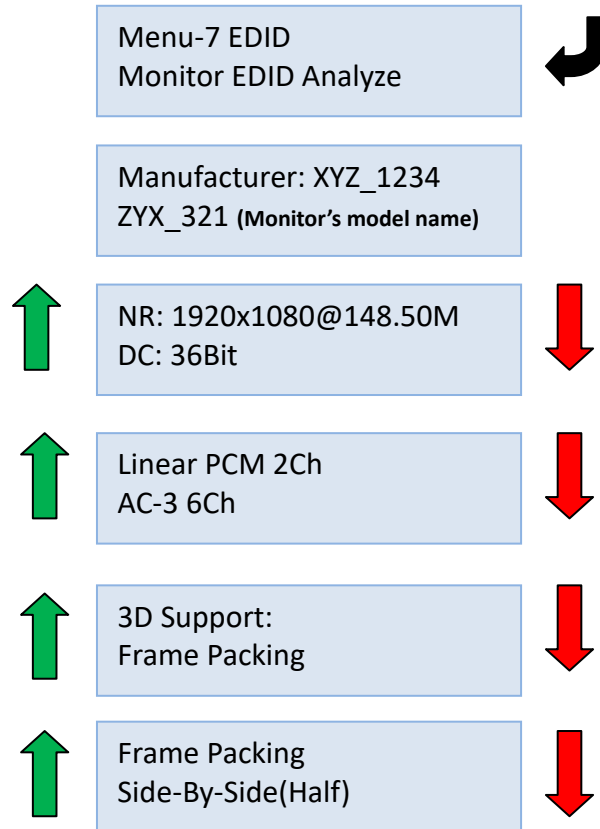 Menu-7 EDID
Monitor EDID Analyze
Manufacturer: XYZ_1234
ZYX_321 (Monitor’s model name)
NR: 1920x1080@148.50M
DC: 36Bit
Linear PCM 2Ch
AC-3 6Ch
3D Support:
Frame Packing
Frame Packing
Side-By-Side(Half)